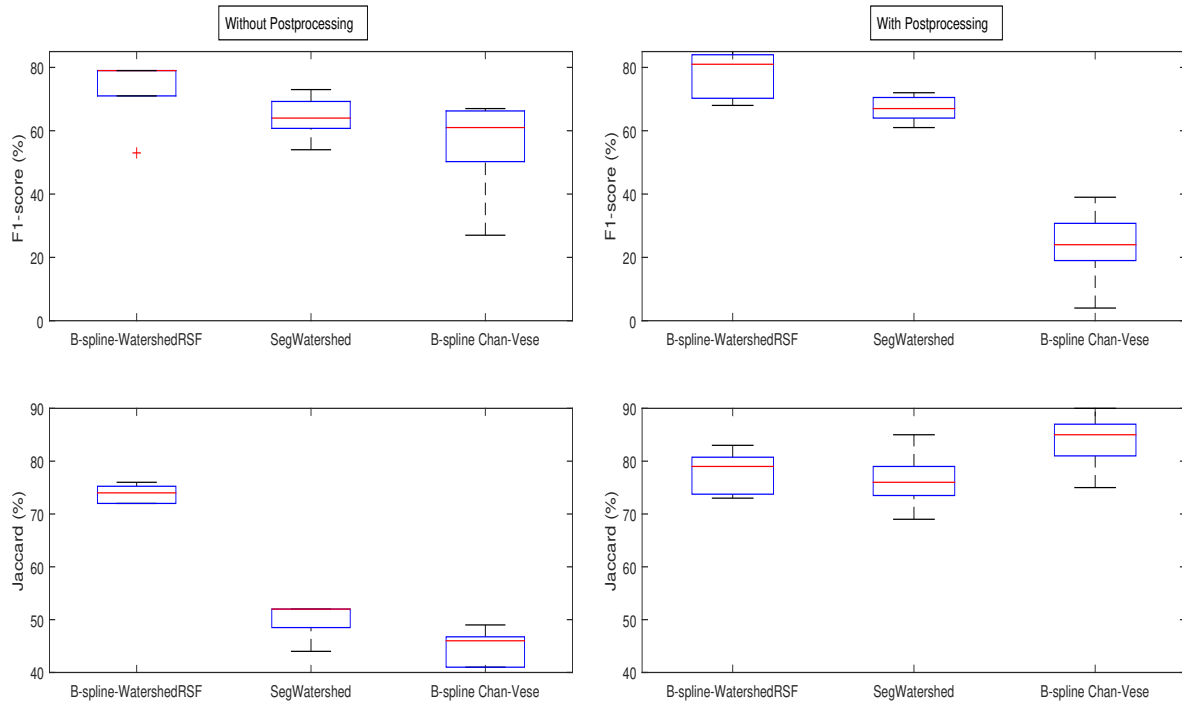 Without Postprocessing
With Postprocessing
F1-score (%)
80
60
40
20
0
B-spline-WatershedRSF
SegWatershed
B-spline Chan-Vese
F1-score (%)
80
60
40
20
0
B-spline-WatershedRSF
SegWatershed
B-spline Chan-Vese
Jaccard (%)
90
80
70
60
50
40
B-spline-WatershedRSF
SegWatershed
B-spline Chan-Vese
Jaccard (%)
90
80
70
60
50
40
B-spline-WatershedRSF
SegWatershed
B-spline Chan-Vese